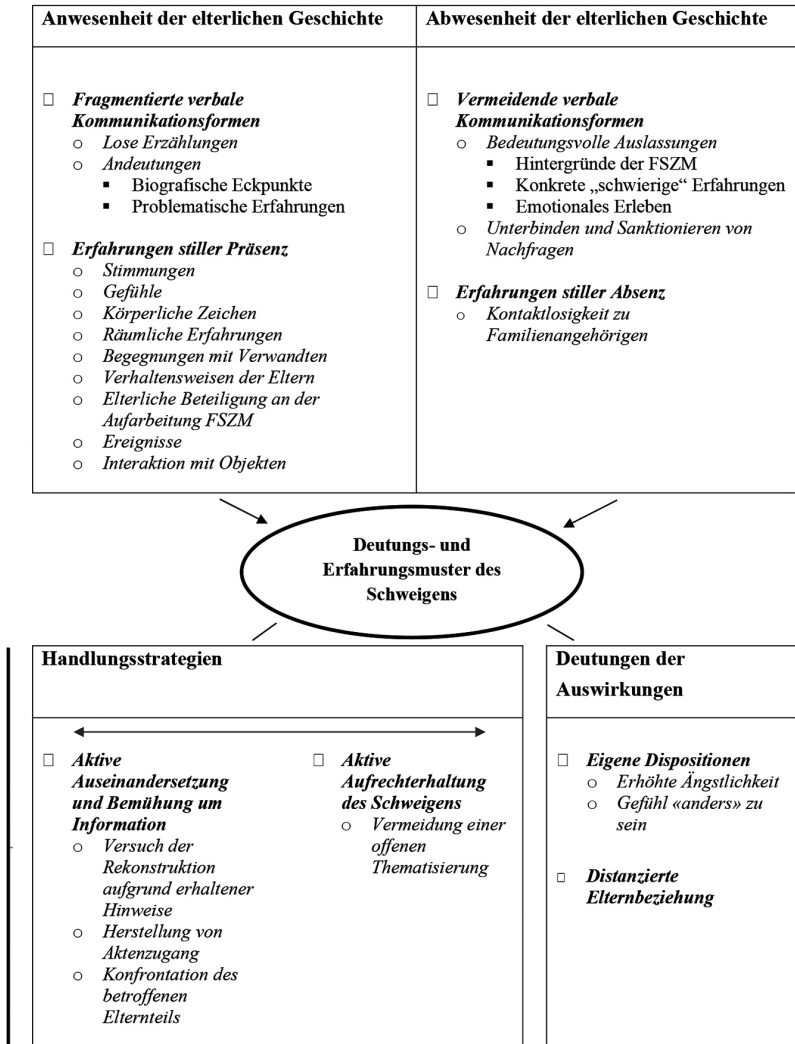 Anwesenheit der elterlichen Geschichte
□ Fragmentierte verbale
Kommunikationsformen
o Lose Erzählungen
o Andeutungen
▪ Biografische Eckpunkte
▪ Problematische Erfahrungen
□ Erfahrungen stiller Präsenz
o Stimmungen
o Gefühle
o Körperliche Zeichen
o Räumliche Erfahrungen
o Begegnungen mit Verwandten
o Verhaltensweisen der Eltern
o Elterliche Beteiligung an der
Aufarbeitung FSZM
o Ereignisse
o Interaktion mit Objekten
Abwesenheit der elterlichen Geschichte
□ Vermeidende verbale
Kommunikationsformen
o Bedeutungsvolle Auslassungen
▪ Hintergründe der FSZM
▪ Konkrete „schwierige“ Erfahrungen
▪ Emotionales Erleben
o Unterbinden und Sanktionieren von
Nachfragen
□ Erfahrungen stiller Absenz
o Kontaktlosigkeit zu
Familienangehörigen
Deutungs- und
Erfahrungsmuster des
Schweigens
Handlungsstrategien
□ Aktive
Auseinandersetzung
und Bemühung um
Information
o Versuch der
Rekonstruktion
aufgrund erhaltener
Hinweise
o Herstellung von
Aktenzugang
o Konfrontation des
betroffenen
Elternteils
□ Aktive
Aufrechterhaltung
des Schweigens
o Vermeidung einer
offenen
Thematisierung
Deutungen der
Auswirkungen
□ Eigene Dispositionen
o Erhöhte Ängstlichkeit
o Gefühl «anders» zu
sein
□ Distanzierte
Elternbeziehung